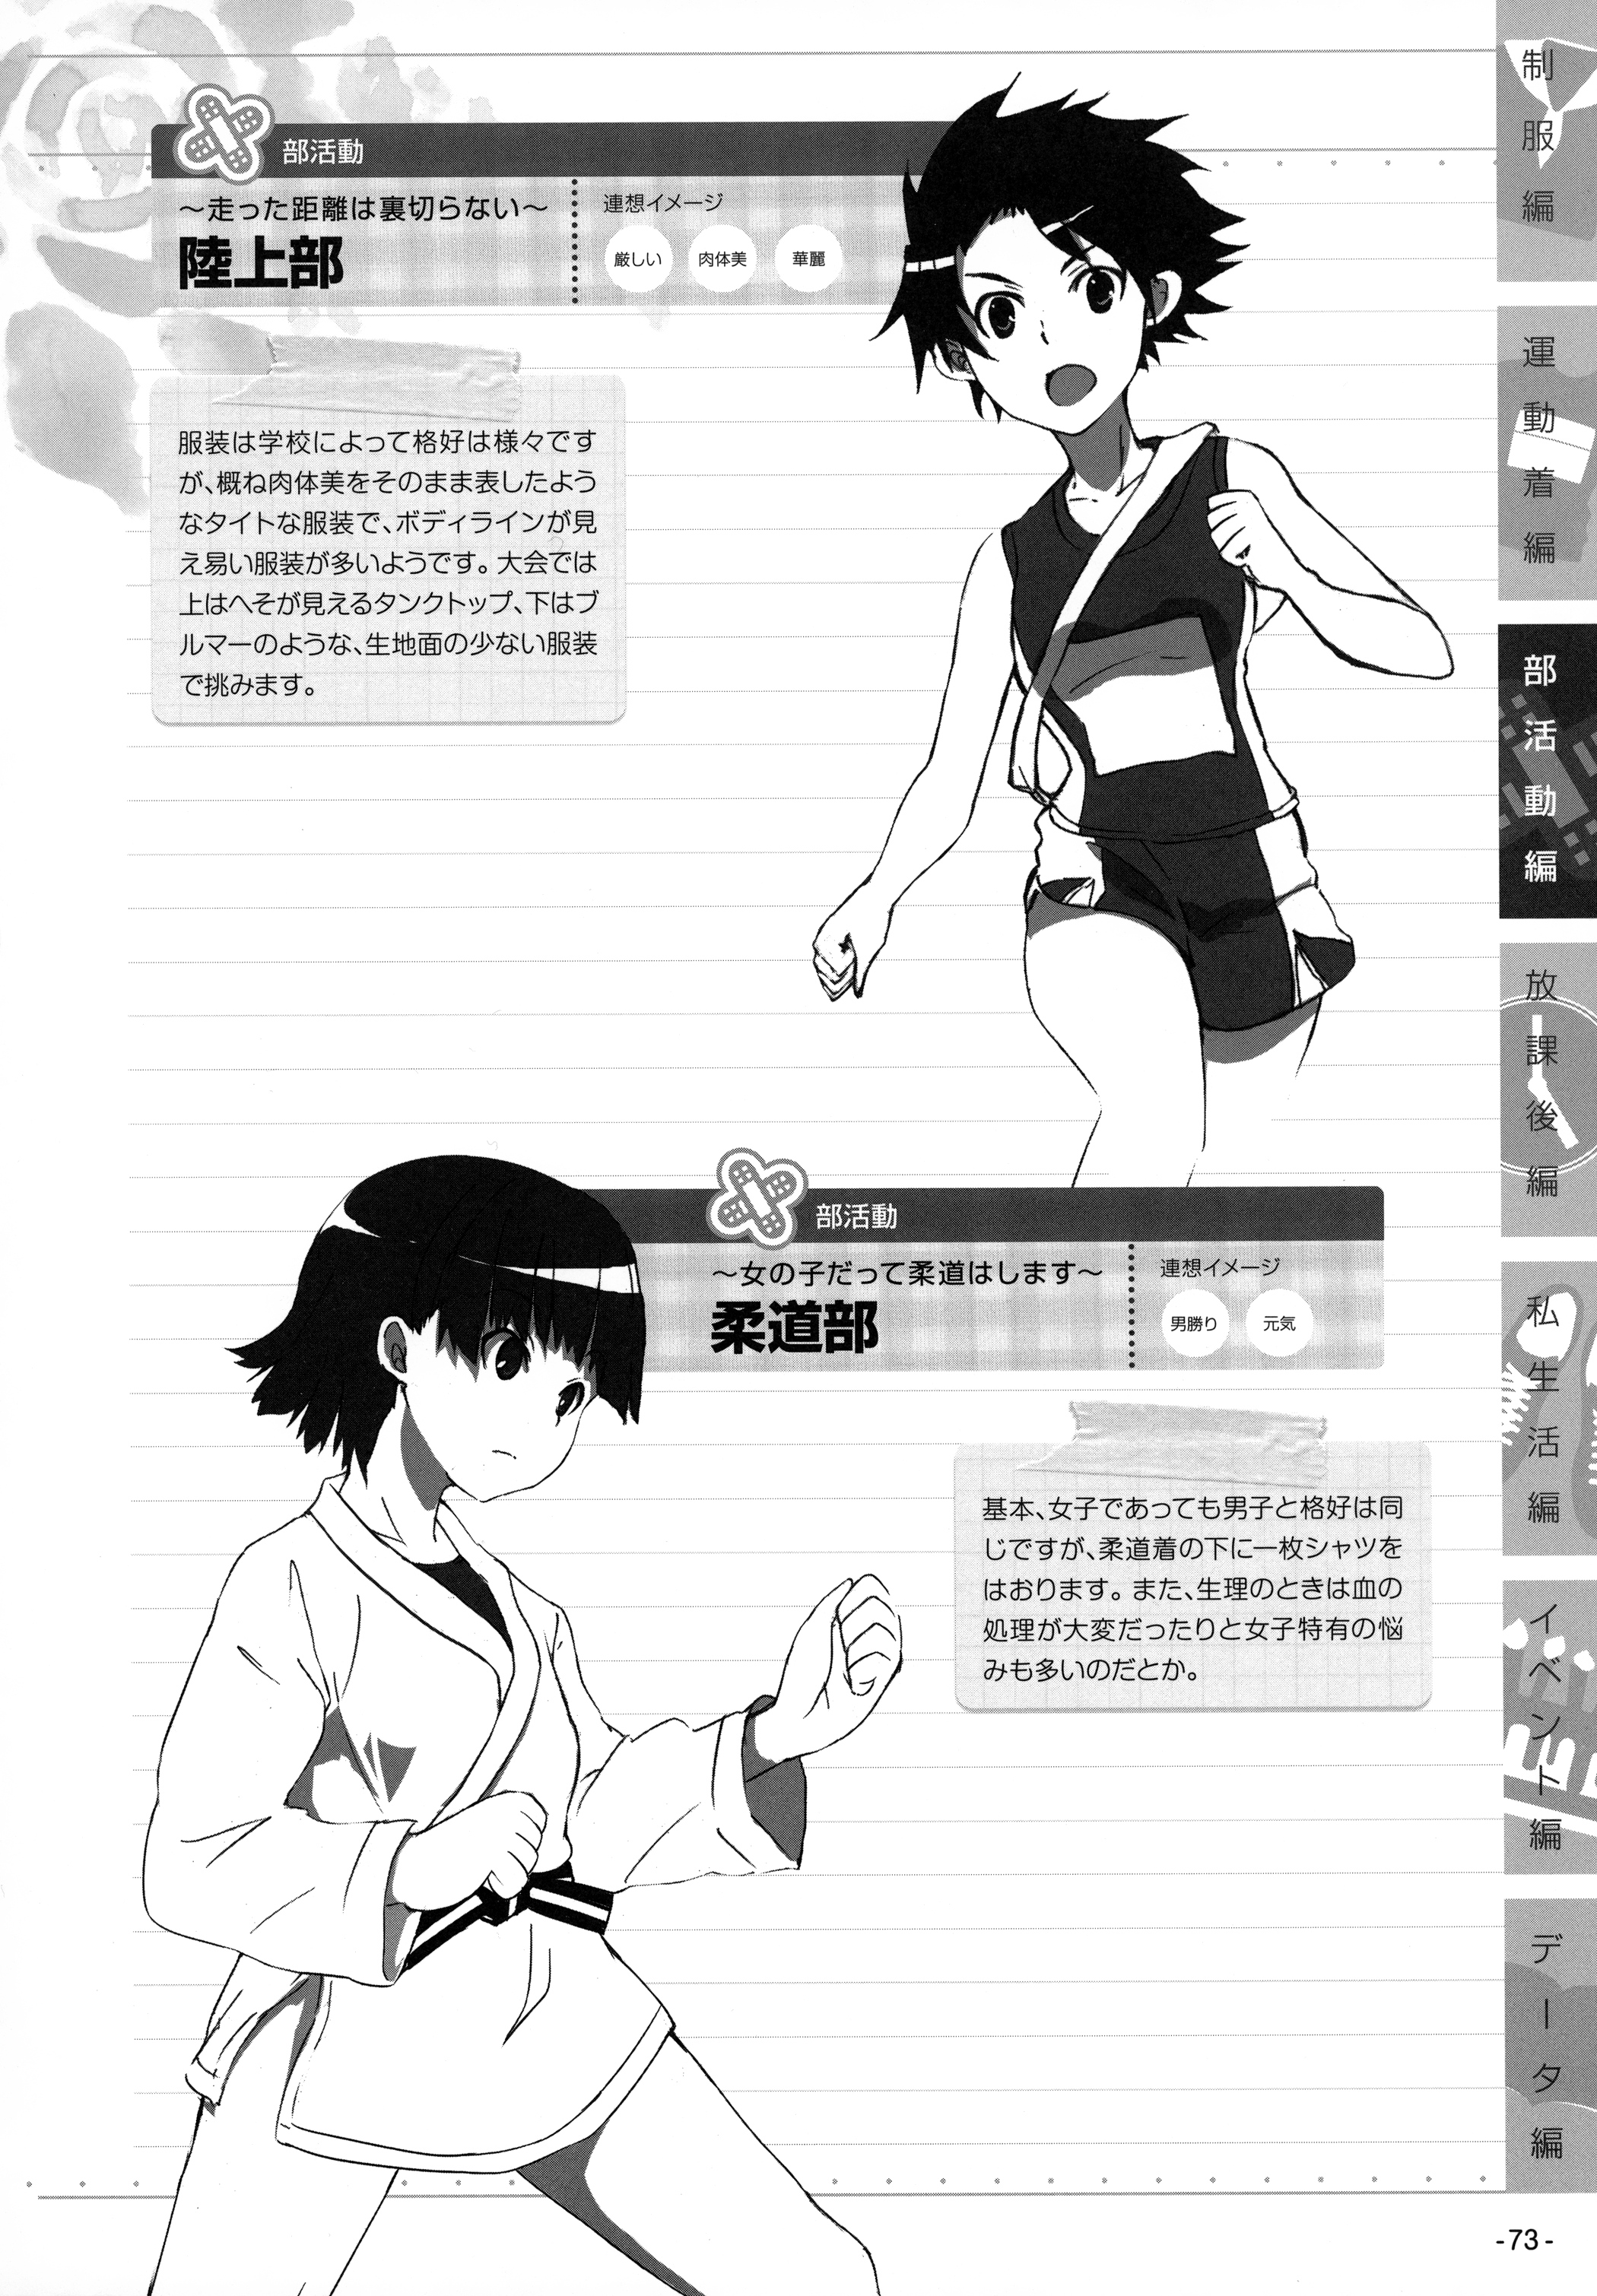 部活動
〜走った距離は裏切らない〜
陸上部
連想イメージ
厳しい
肉体美
華麗
服装は学校によって格好は様々です
が、概ね肉体美をそのまま表したよう
なタイトな服装で、ボディラインが見
え易い服装が多いようです。大会では
上はへそが見えるタンクトップ、下はブ
ルマーのような、生地面の少ない服装
で挑みます。
部活動
〜女の子だって柔道はします〜
柔道部
連想イメージ
男勝り
元気
基本、女子であっても男子と格好は同
じですが、柔道着の下に一枚シャツを
はおります。また、生理のときは血の
処理が大変だったりと女子特有の悩
みも多いのだとか。
制服編
運動着編
部活動編
放課後編
私生活編
イベント編
データ編
-73-